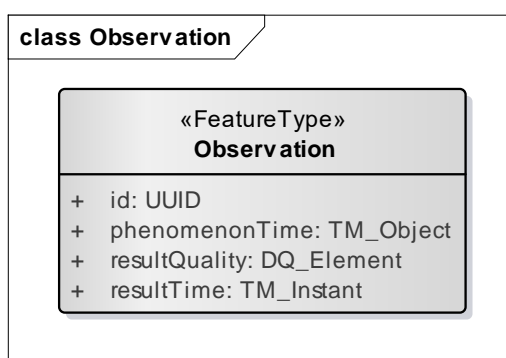 class Observation
«FeatureType»
Observation
+ id: UUID
+ phenomenonTime: TM_Object
+ resultQuality: DQ_Element
+ resultTime: TM_Instant